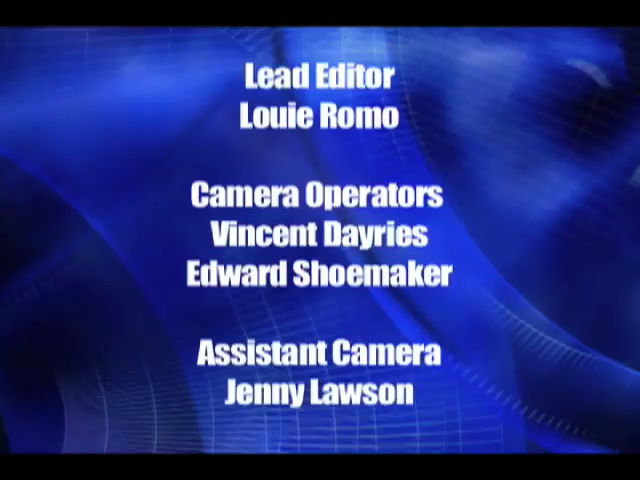 Lead Editor
Louie Romo
Camera Operators
Vincent Dayries
Edward Shoemaker
Assistant Camera
Jenny Lawson